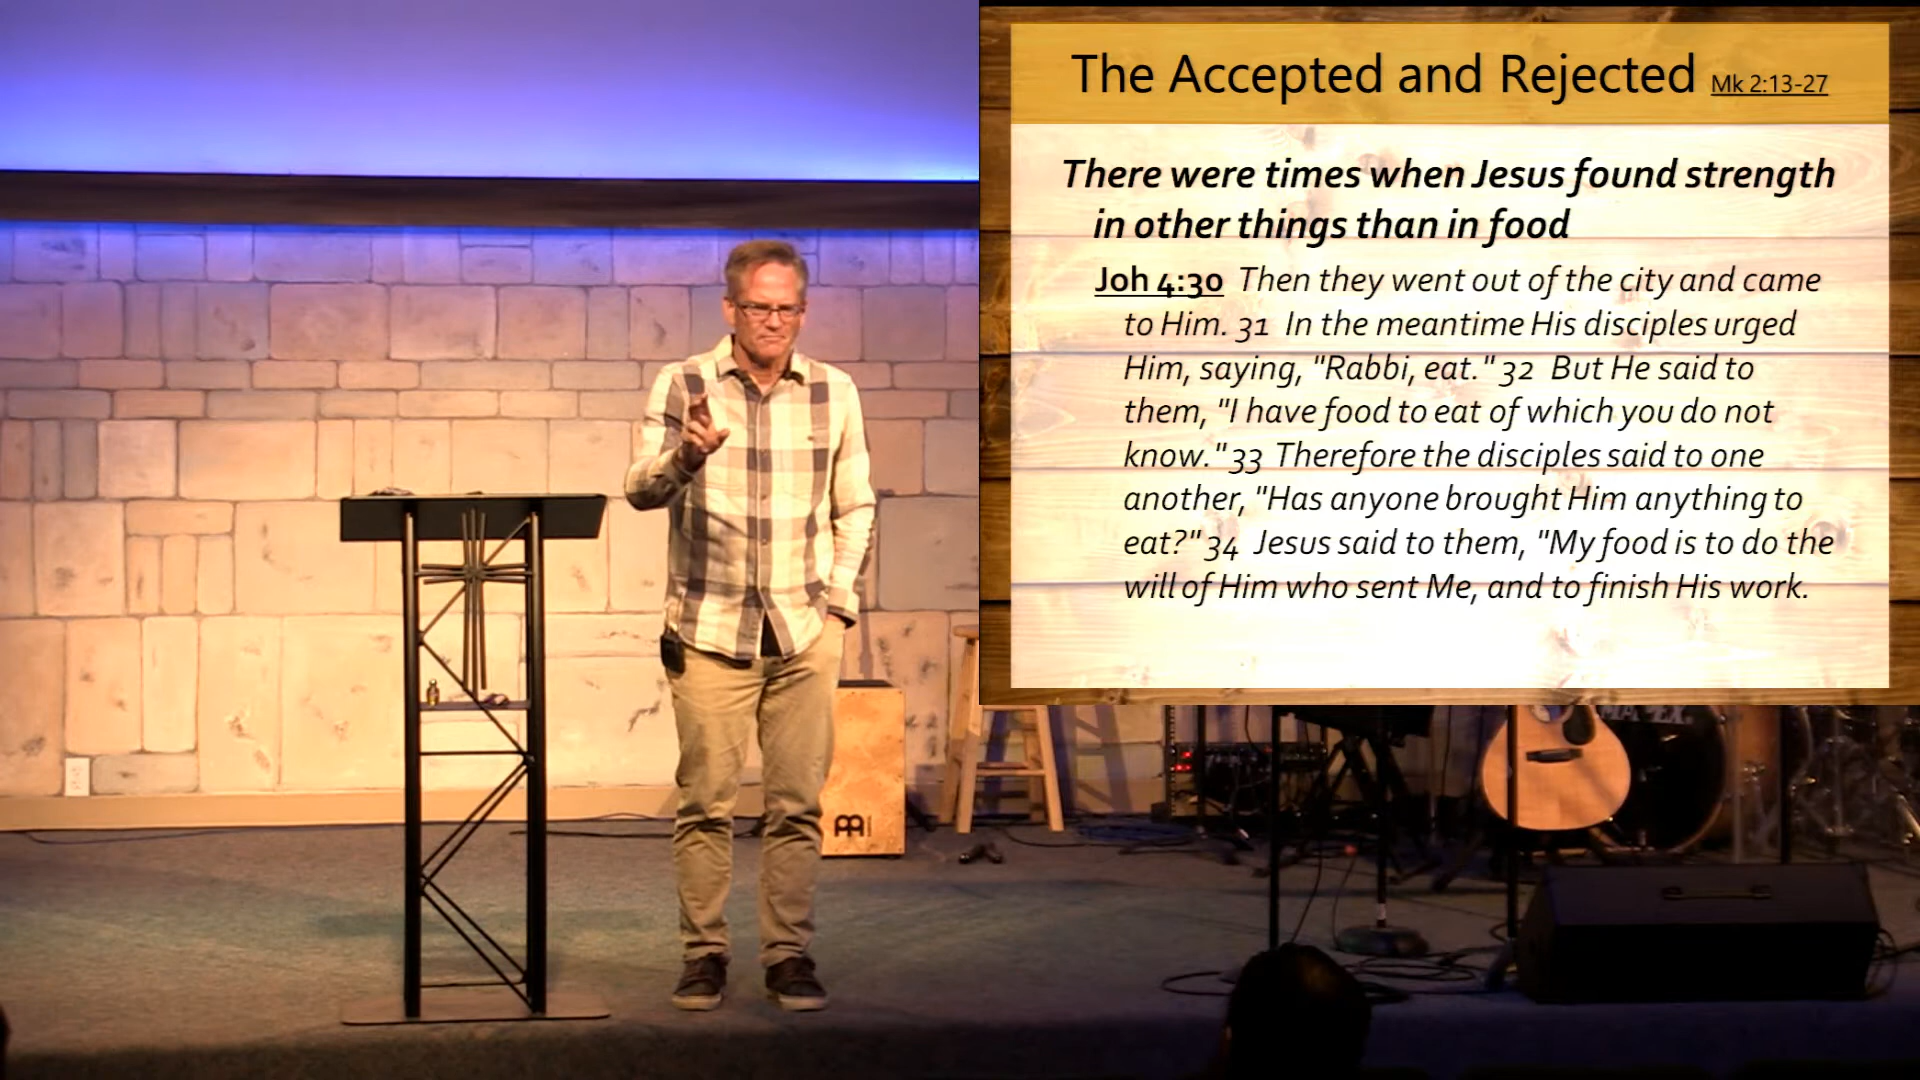 The Accepted and Rejected Mk 2:13-27
There were times when Jesus found strength
in other things than in food
Joh 4:30 Then they went out of the city and came
to Him. 31 In the meantime His disciples urged
Him, saying, "Rabbi, eat." 32 But He said to
them, "I have food to eat of which you do not
know." 33 Therefore the disciples said to one
another, "Has anyone brought Him anything to
eat?" 34 Jesus said to them, "My food is to do the
will of Him who sent Me, and to finish His work.
MAPEX